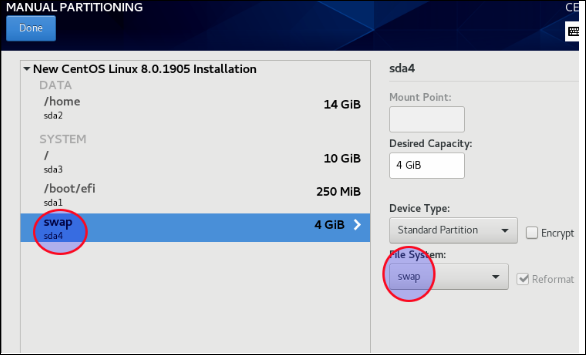 MANUAL PARTITIONING
CE
Done
New CentOS Linux 8.0.1905 Installation
DATA
/home
14 GiB
sda2
SYSTEM
/
10 GiB
sda3
/boot/efi
250 MiB
sda1
swap
4 GiB
sda4
sda4
Mount Point:
Desired Capacity:
4 GiB
Device Type:
Standard Partition
Encrypt
File System:
swap
Reformat